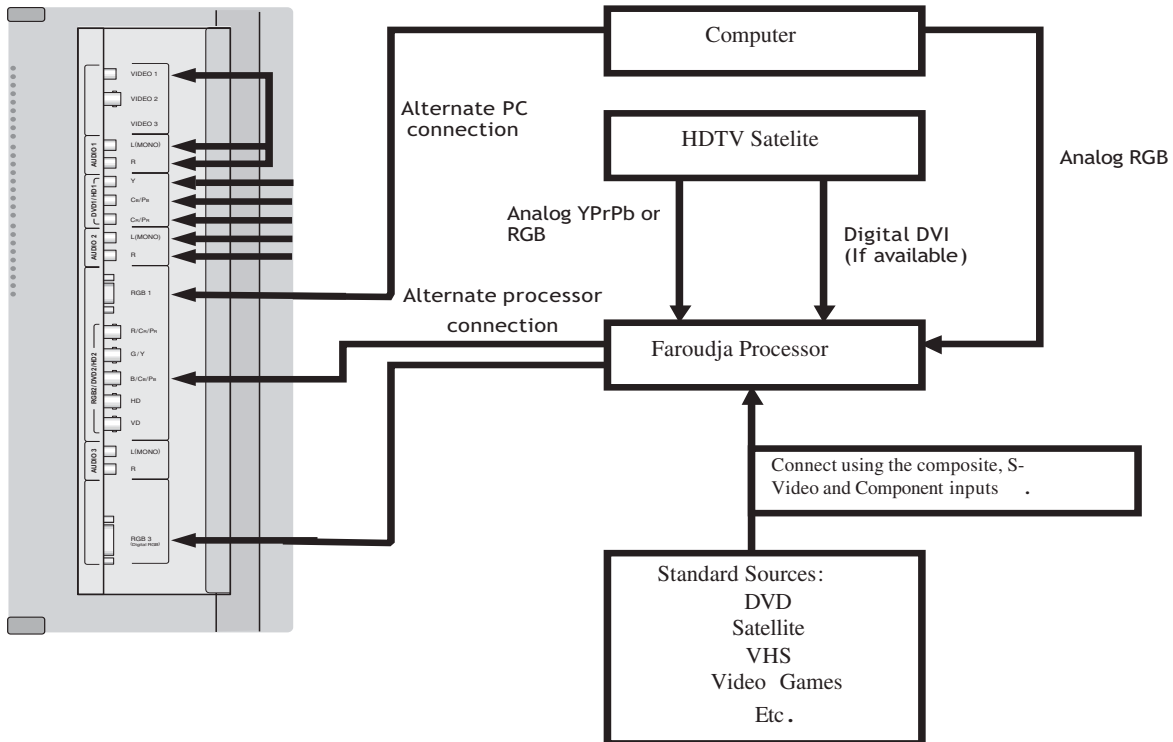 VIDEO 1
VIDEO 2
VIDEO 3
AUDIO 1
L(MONO)
R
DVD1/HD1
Y
CB/PB
CR/PR
AUDIO 2
L(MONO)
R
RGB 1
RGB2/DVD2/HD2
R/CR/PR
G/Y
B/CB/PB
HD
VD
AUDIO 3
L(MONO)
R
RGB 3
(Digital RGB)
Computer
Alternate PC
connection
HDTV Satelite
Analog RGB
Analog YPrPb or
RGB
Digital DVI
(If available)
Alternate processor
connection
Faroudja Processor
Connect using the composite, S-
Video and Component inputs .
Standard Sources:
DVD
Satellite
VHS
Video Games
Etc.